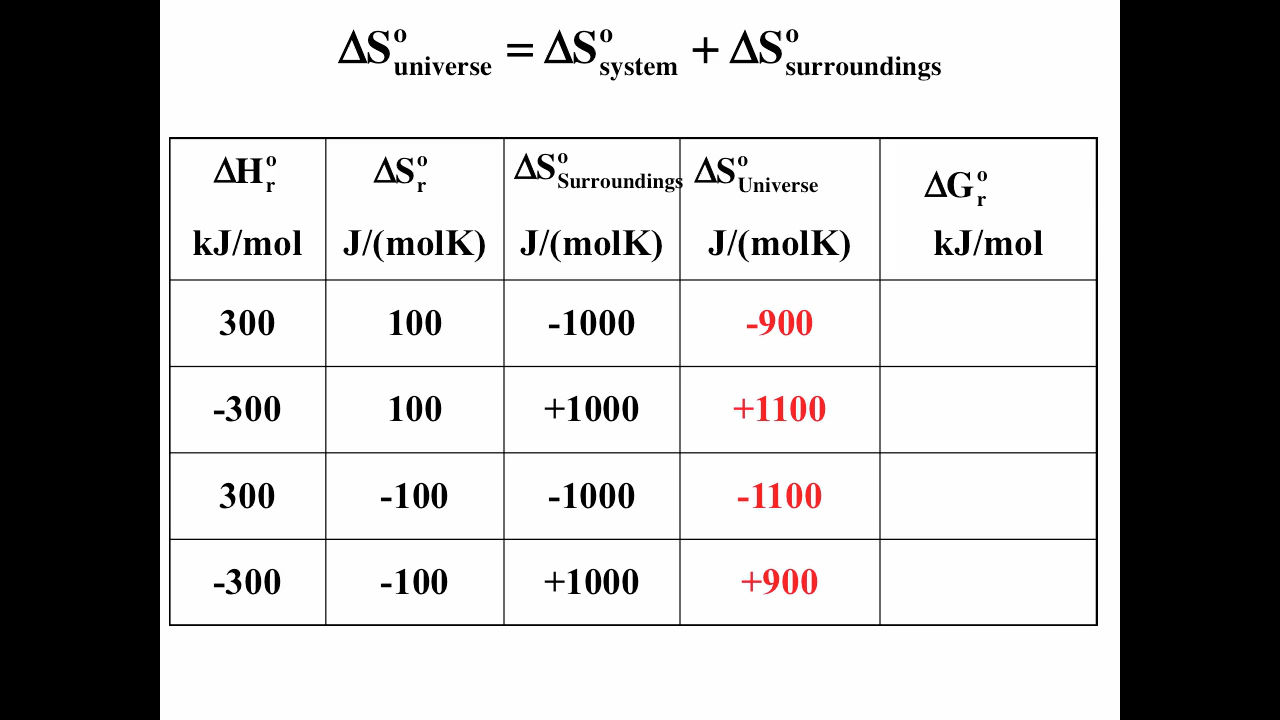 ΔS°universe = ΔS°system + ΔS°surroundings
ΔH°r ΔS°r ΔS°Surroundings ΔS°Universe ΔG°r
kJ/mol J/(molK) J/(molK) J/(molK) kJ/mol
300 100 -1000 -900
-300 100 +1000 +1100
300 -100 -1000 -1100
-300 -100 +1000 +900